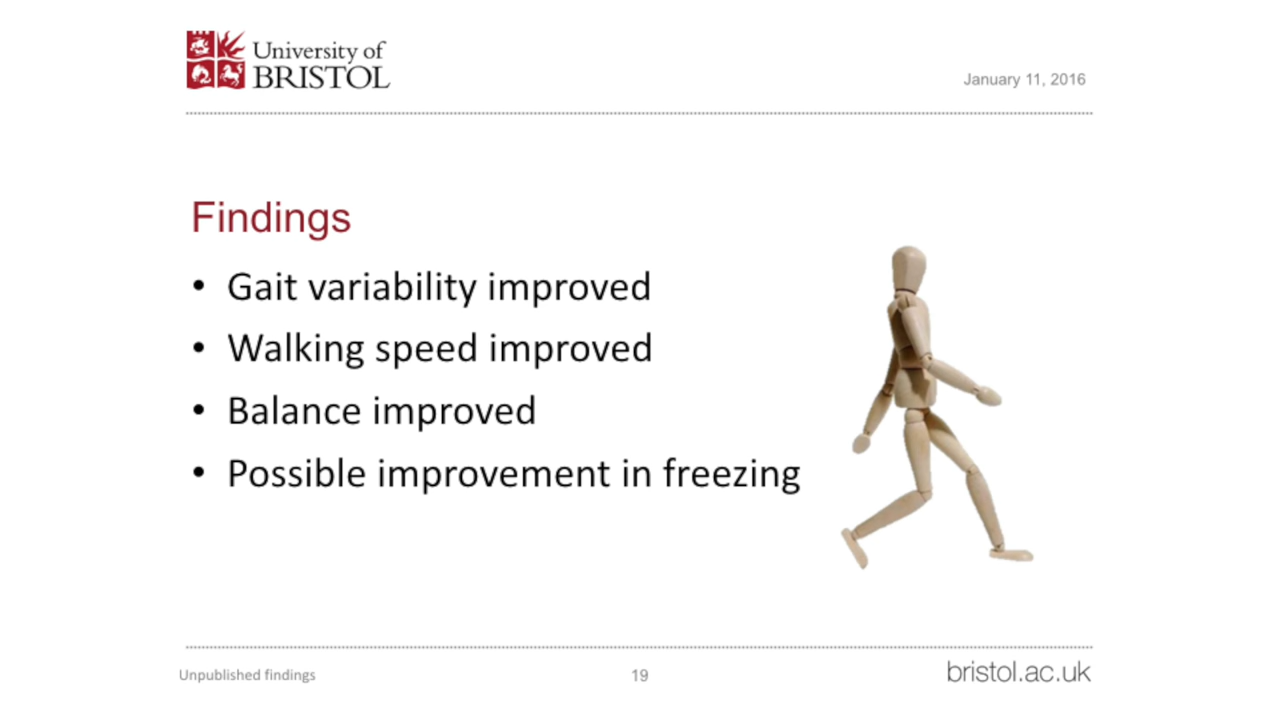 University of
BRISTOL
January 11, 2016
Findings
• Gait variability improved
• Walking speed improved
• Balance improved
• Possible improvement in freezing
Unpublished findings
19
bristol.ac.uk